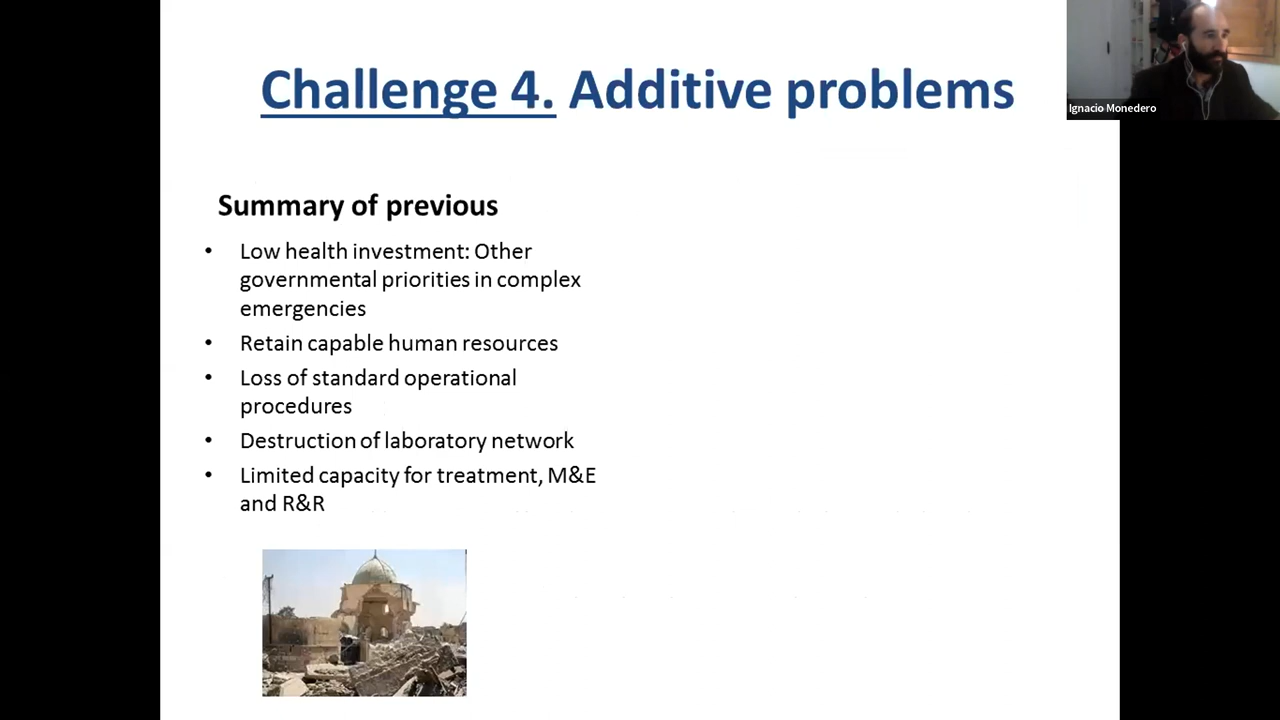 Challenge 4. Additive problems
Ignacio Monedero
Summary of previous
• Low health investment: Other
governmental priorities in complex
emergencies
• Retain capable human resources
• Loss of standard operational
procedures
• Destruction of laboratory network
• Limited capacity for treatment, M&E
and R&R